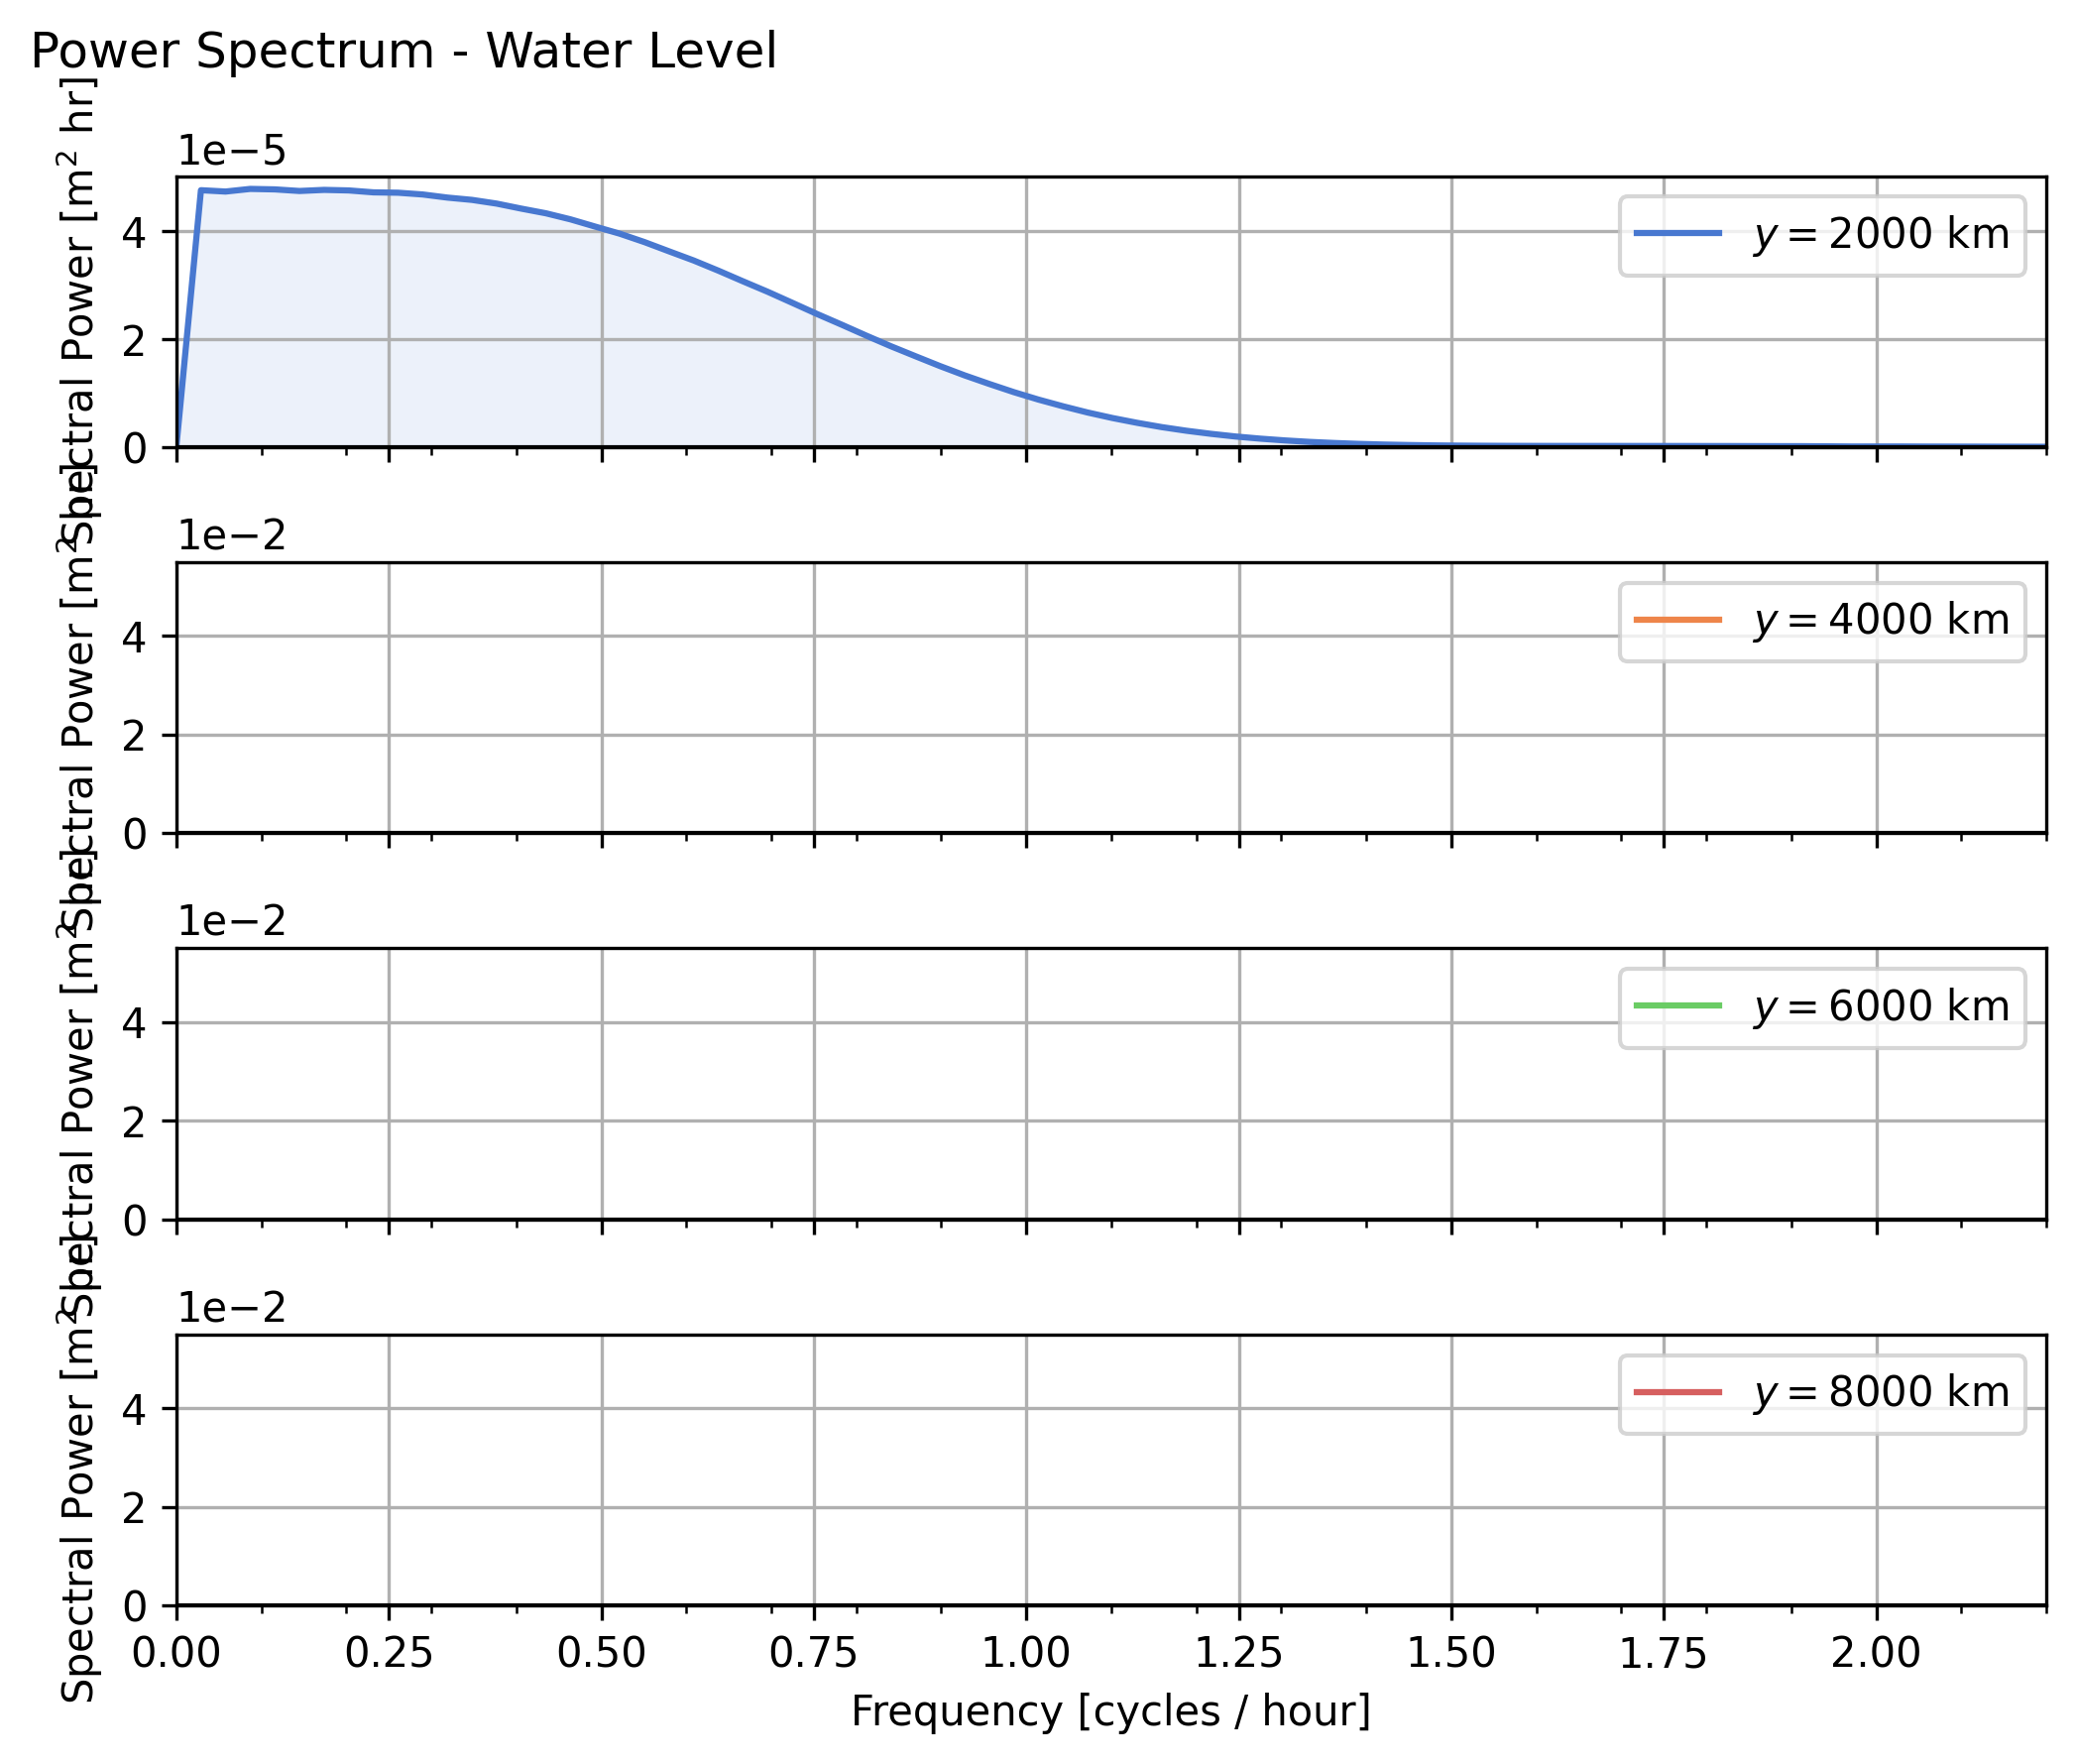 Power Spectrum - Water Level
Spectral Power [m² hr]
1e−5
4
2
0
y = 2000 km
Spectral Power [m² hr]
1e−2
4
2
0
y = 4000 km
Spectral Power [m² hr]
1e−2
4
2
0
y = 6000 km
Spectral Power [m² hr]
1e−2
4
2
0
y = 8000 km
0.00 0.25 0.50 0.75 1.00 1.25 1.50 1.75 2.00
Frequency [cycles / hour]